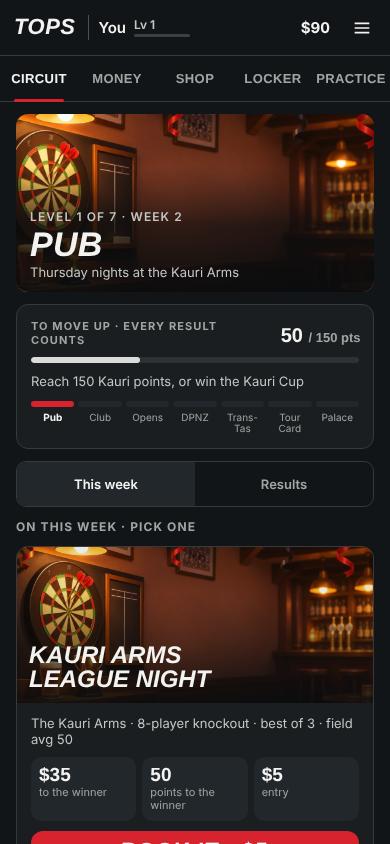 TOPS You Lv 1 $90
CIRCUIT MONEY SHOP LOCKER PRACTICE
LEVEL 1 OF 7 · WEEK 2
PUB
Thursday nights at the Kauri Arms
TO MOVE UP · EVERY RESULT
COUNTS
50 / 150 pts
Reach 150 Kauri points, or win the Kauri Cup
Pub Club Opens DPNZ Trans-
Tas Tour
Card Palace
This week Results
ON THIS WEEK · PICK ONE
KAURI ARMS
LEAGUE NIGHT
The Kauri Arms · 8-player knockout · best of 3 · field
avg 50
$35
to the winner
50
points to the
winner
$5
entry